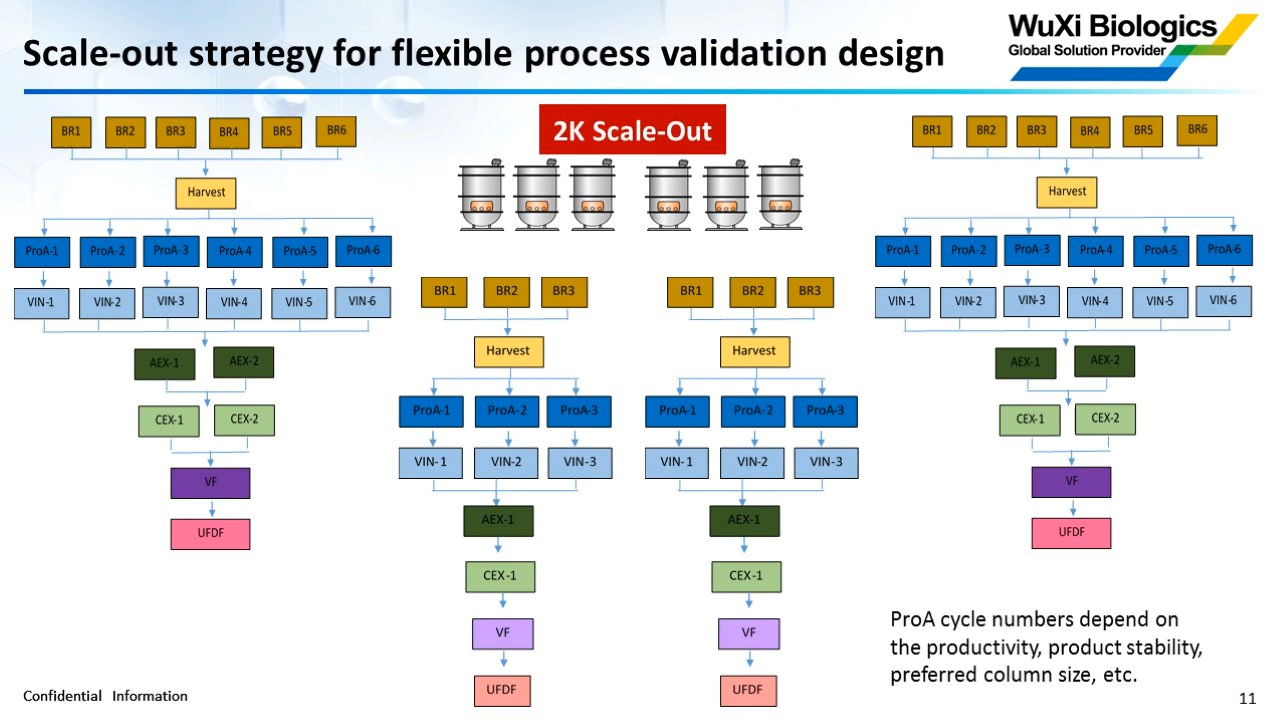 Scale-out strategy for flexible process validation design
WuXi Biologics
Global Solution Provider
2K Scale-Out
BR1 BR2 BR3 BR4 BR5 BR6
Harvest
ProA-1 ProA-2 ProA-3 ProA-4 ProA-5 ProA-6
VIN-1 VIN-2 VIN-3 VIN-4 VIN-5 VIN-6
AEX-1 AEX-2
CEX-1 CEX-2
VF
UFDF
BR1 BR2 BR3
Harvest
ProA-1 ProA-2 ProA-3
VIN-1 VIN-2 VIN-3
AEX-1
CEX-1
VF
UFDF
BR1 BR2 BR3
Harvest
ProA-1 ProA-2 ProA-3
VIN-1 VIN-2 VIN-3
AEX-1
CEX-1
VF
UFDF
BR1 BR2 BR3 BR4 BR5 BR6
Harvest
ProA-1 ProA-2 ProA-3 ProA-4 ProA-5 ProA-6
VIN-1 VIN-2 VIN-3 VIN-4 VIN-5 VIN-6
AEX-1 AEX-2
CEX-1 CEX-2
VF
UFDF
ProA cycle numbers depend on
the productivity, product stability,
preferred column size, etc.
Confidential Information
11